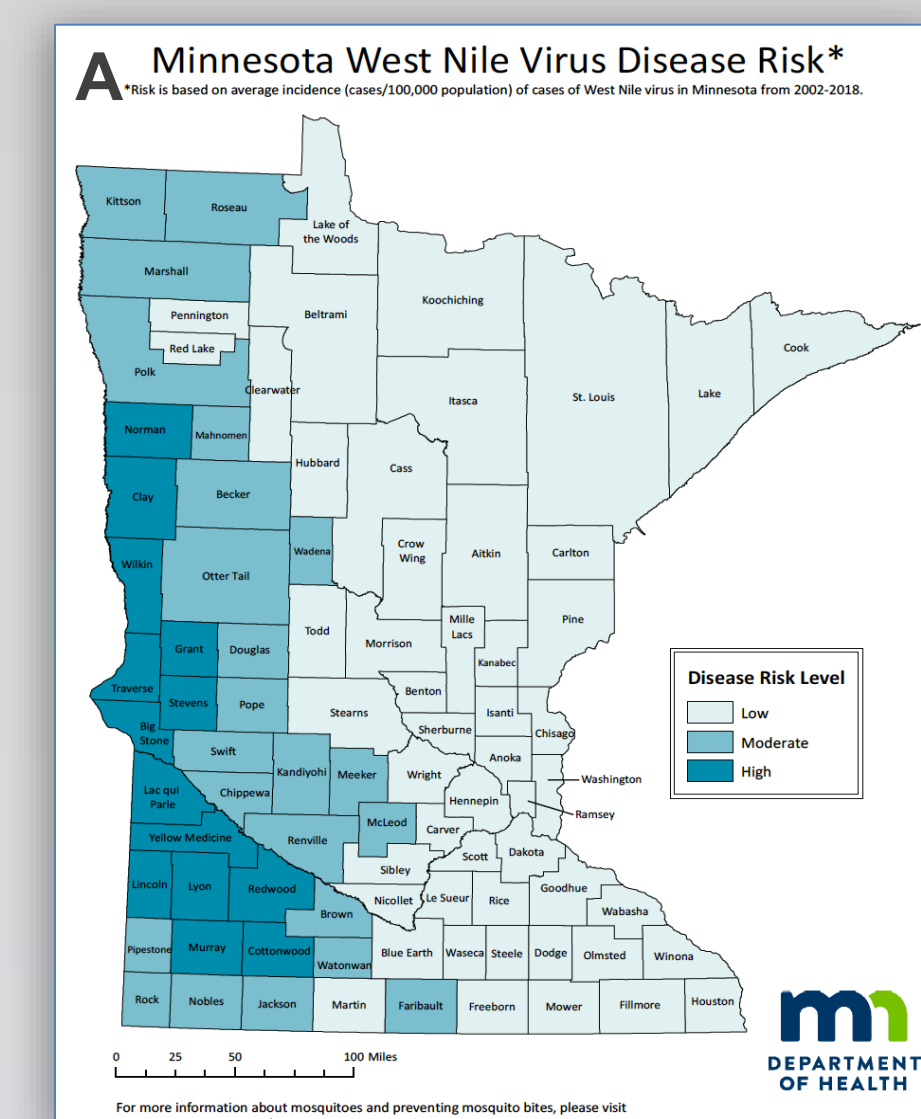 A
Minnesota West Nile Virus Disease Risk*
*Risk is based on average incidence (cases/100,000 population) of cases of West Nile virus in Minnesota from 2002-2018.
Kittson
Roseau
Lake of
the Woods
Marshall
Koochiching
Pennington
Beltrami
Red Lake
Cook
Polk
Clearwater
Itasca
St. Louis
Lake
Norman
Mahnomen
Hubbard
Cass
Clay
Becker
Wadena
Crow
Wing
Aitkin
Carlton
Wilkin
Otter Tail
Todd
Mille
Lacs
Pine
Morrison
Grant
Douglas
Kanabec
Traverse
Stevens
Pope
Benton
Stearns
Isanti
Big
Stone
Sherburne
Chisago
Swift
Anoka
Kandiyohi
Meeker
Wright
Washington
Lac qui
Parle
Chippewa
Hennepin
Ramsey
McLeod
Carver
Yellow Medicine
Renville
Scott
Dakota
Sibley
Lincoln
Lyon
Redwood
Nicollet
Le Sueur
Rice
Goodhue
Brown
Wabasha
Pipestone
Murray
Cottonwood
Watonwan
Blue Earth
Waseca
Steele
Dodge
Olmsted
Winona
Rock
Nobles
Jackson
Martin
Faribault
Freeborn
Mower
Fillmore
Houston
Disease Risk Level
Low
Moderate
High
0 25 50 100 Miles
mn
DEPARTMENT
OF HEALTH
For more information about mosquitoes and preventing mosquito bites, please visit